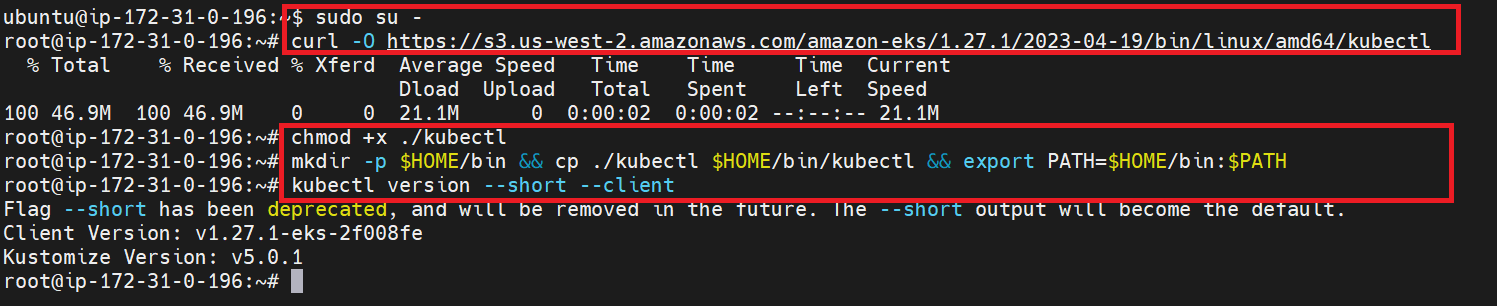 ubuntu@ip-172-31-0-196:~$ sudo su -
root@ip-172-31-0-196:~# curl -O https://s3.us-west-2.amazonaws.com/amazon-eks/1.27.1/2023-04-19/bin/linux/amd64/kubectl
  % Total    % Received % Xferd  Average Speed   Time    Time     Time  Current
                                 Dload  Upload   Total   Spent    Left  Speed
100 46.9M  100 46.9M    0     0  21.1M      0  0:00:02  0:00:02 --:--:-- 21.1M
root@ip-172-31-0-196:~# chmod +x ./kubectl
root@ip-172-31-0-196:~# mkdir -p $HOME/bin && cp ./kubectl $HOME/bin/kubectl && export PATH=$HOME/bin:$PATH
root@ip-172-31-0-196:~# kubectl version --short --client
Flag --short has been deprecated, and will be removed in the future. The --short output will become the default.
Client Version: v1.27.1-eks-2f008fe
Kustomize Version: v5.0.1
root@ip-172-31-0-196:~#